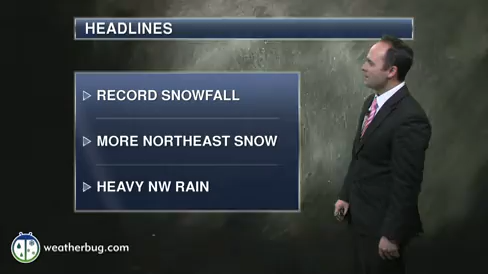 HEADLINES
RECORD SNOWFALL
MORE NORTHEAST SNOW
HEAVY NW RAIN
weatherbug.com